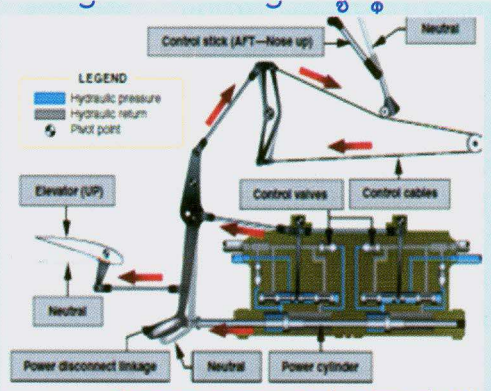 Control stick (AFT—Nose up)
Neutral
LEGEND
Hydraulic pressure
Hydraulic return
Pivot point
Elevator (UP)
Control valves
Control cables
Neutral
Power disconnect linkage
Neutral
Power cylinder